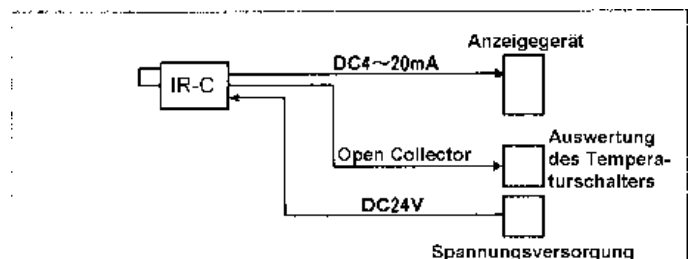 Anzeigegerät
DC4～20mA
IR-C
Open Collector
Auswertung
des Tempera-
turschalters
DC24V
Spannungsversorgung